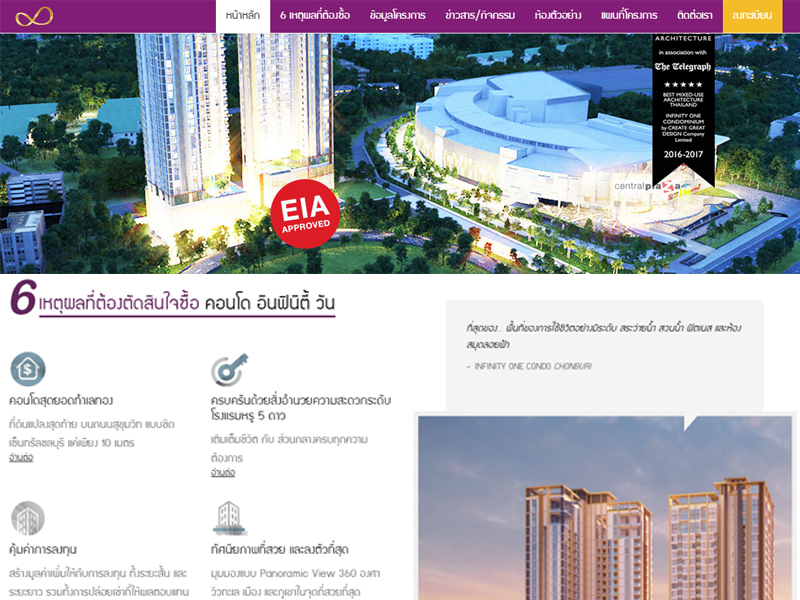 หน้าหลัก
6 เหตุผลที่ต้องซื้อ
ข้อมูลโครงการ
ข่าวสาร/กิจกรรม
ห้องตัวอย่าง
แผนที่โครงการ
ติดต่อเรา
ลงทะเบียน
ARCHITECTURE
in association with
The Telegraph
★★★★★
BEST MIXED-USE
ARCHITECTURE
THAILAND
INFINITY ONE
CONDOMINIUM
by CREATE GREAT
DESIGN Company
Limited
2016-2017
centralplaza
EIA
APPROVED
6 เหตุผลที่ต้องตัดสินใจซื้อ คอนโด อินฟินิตี้ วัน
คอนโดสุดยอดทำเลทอง
ที่ดินแปลงสุดท้าย บนถนนสุขุมวิท แบบชิด
เซ็นทรัลชลบุรี แค่เพียง 10 เมตร
อ่านต่อ
ครบครันด้วยสิ่งอำนวยความสะดวกระดับ
โรงแรมหรู 5 ดาว
เติมเต็มชีวิต กับ ส่วนกลางครบทุกความ
ต้องการ
อ่านต่อ
คุ้มค่าการลงทุน
สร้างมูลค่าเพิ่มให้กับการลงทุน ทั้งระยะสั้น และ
ระยะยาว รวมทั้งการปล่อยเช่าที่ให้ผลตอบแทน
ทัศนียภาพที่สวย และลงตัวที่สุด
มุมมองแบบ Panoramic View 360 องศา
วิวทะเล เมือง และภูเขาในจุดที่สวยที่สุด
ที่สุดของ... พื้นที่ของการใช้ชีวิตอย่างมีระดับ สระว่ายน้ำ สวนน้ำ ฟิตเนส และห้อง
สมุดลอยฟ้า
- INFINITY ONE CONDO CHONBURI